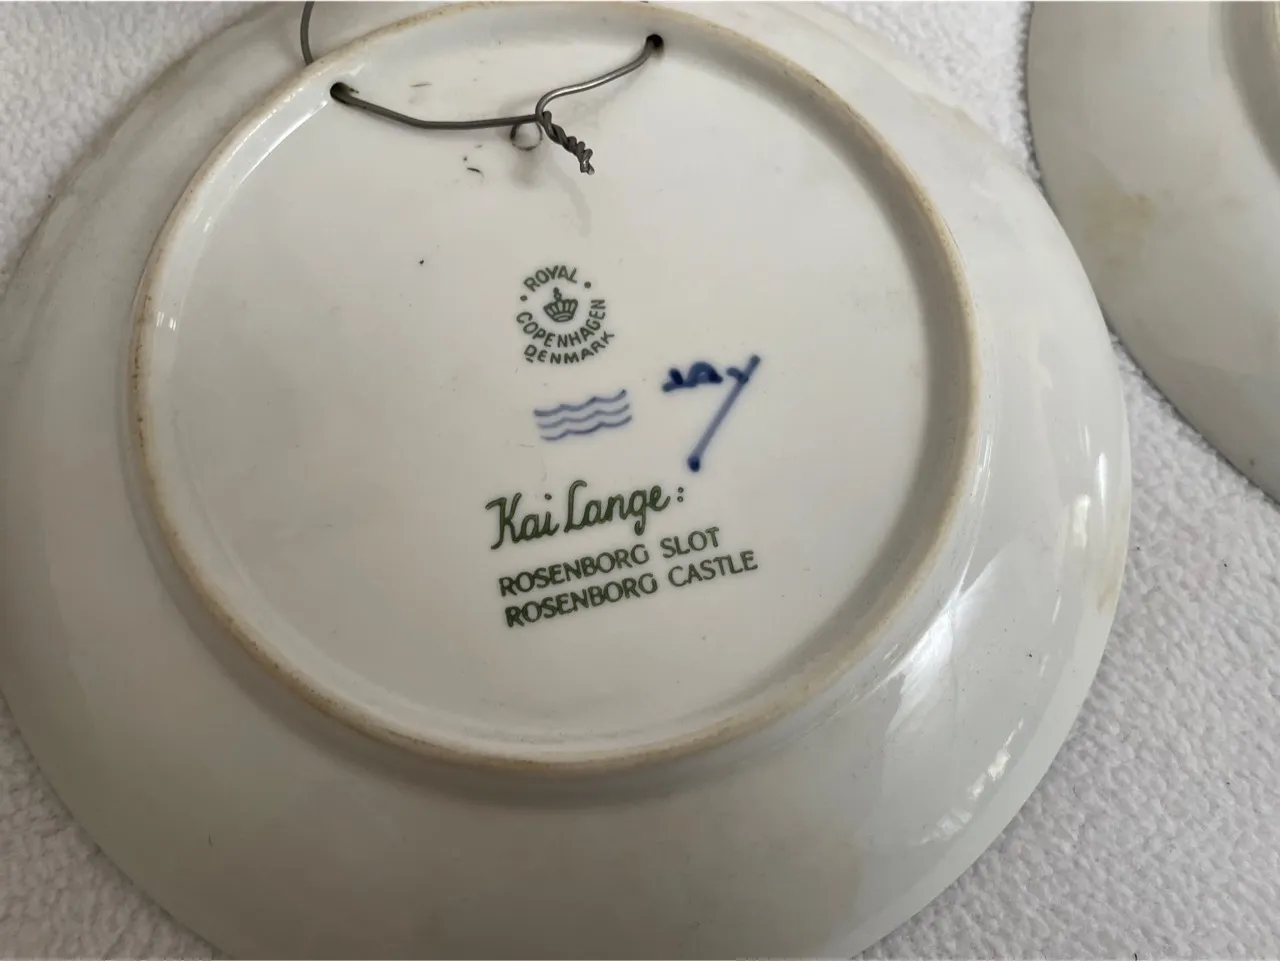 ROYAL
COPENHAGEN
DENMARK
Kai Lange:
ROSENBORG SLOT
ROSENBORG CASTLE